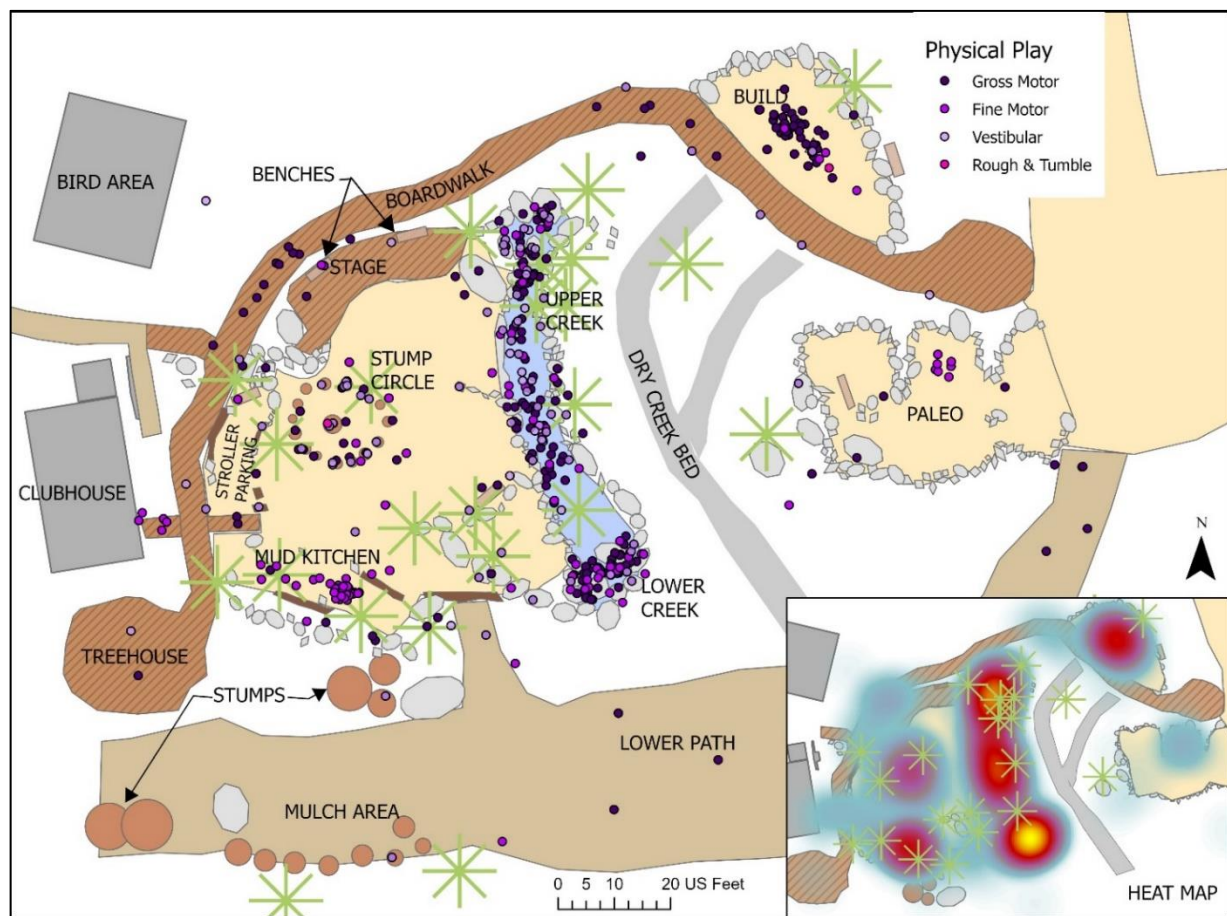 Physical Play
Gross Motor
Fine Motor
Vestibular
Rough & Tumble
BUILD
BIRD AREA
BENCHES
BOARDWALK
STAGE
UPPER
CREEK
STUMP
CIRCLE
DRY CREEK BED
PALEO
STROLLER
PARKING
CLUBHOUSE
N
MUD KITCHEN
LOWER
CREEK
TREEHOUSE
STUMPS
LOWER PATH
MULCH AREA
0 5 10 20 US Feet
HEAT MAP